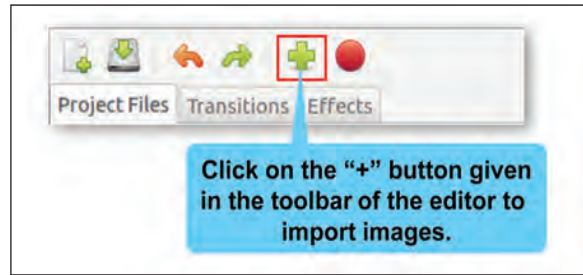 Project Files Transitions Effects
Click on the “+” button given
in the toolbar of the editor to
import images.